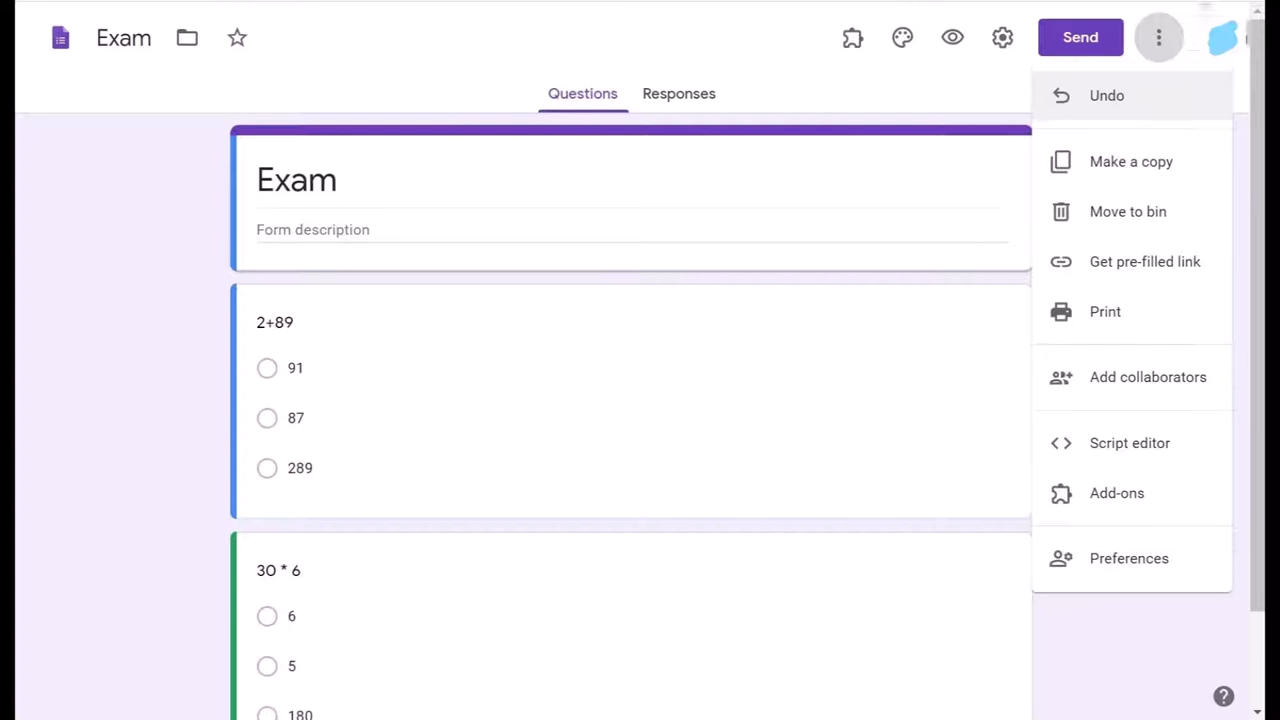 Exam
Send
Questions
Responses
Undo
Make a copy
Move to bin
Get pre-filled link
Print
Add collaborators
Script editor
Add-ons
Preferences
Exam
Form description
2+89
91
87
289
30 * 6
6
5
180